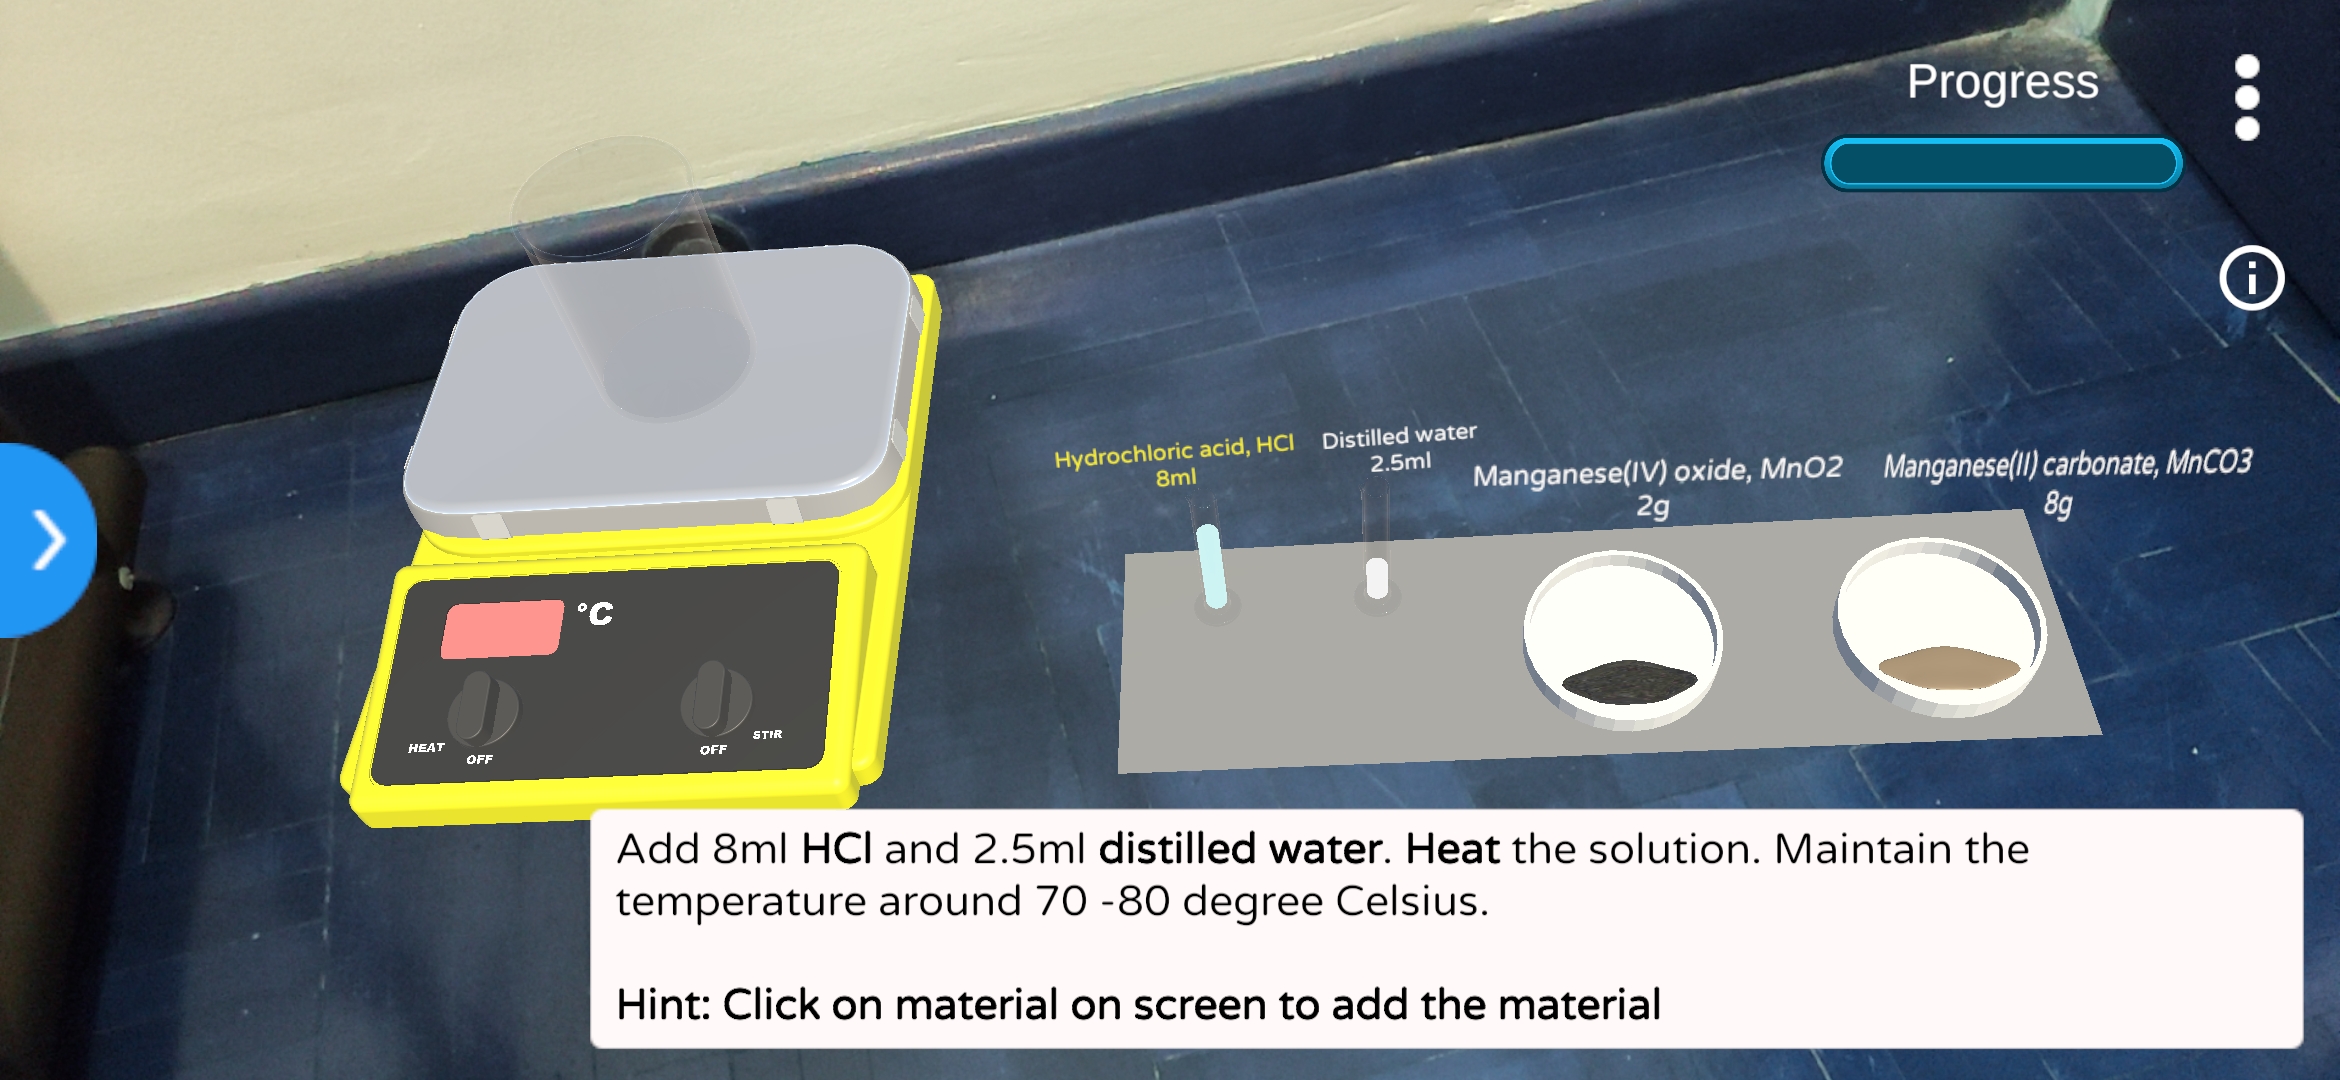 Progress
Hydrochloric acid, HCl
8ml
Distilled water
2.5ml
Manganese(IV) oxide, MnO2
2g
Manganese(II) carbonate, MnCO3
8g
°C
HEAT
OFF
OFF
STIR
Add 8ml HCl and 2.5ml distilled water. Heat the solution. Maintain the
temperature around 70 -80 degree Celsius.
Hint: Click on material on screen to add the material